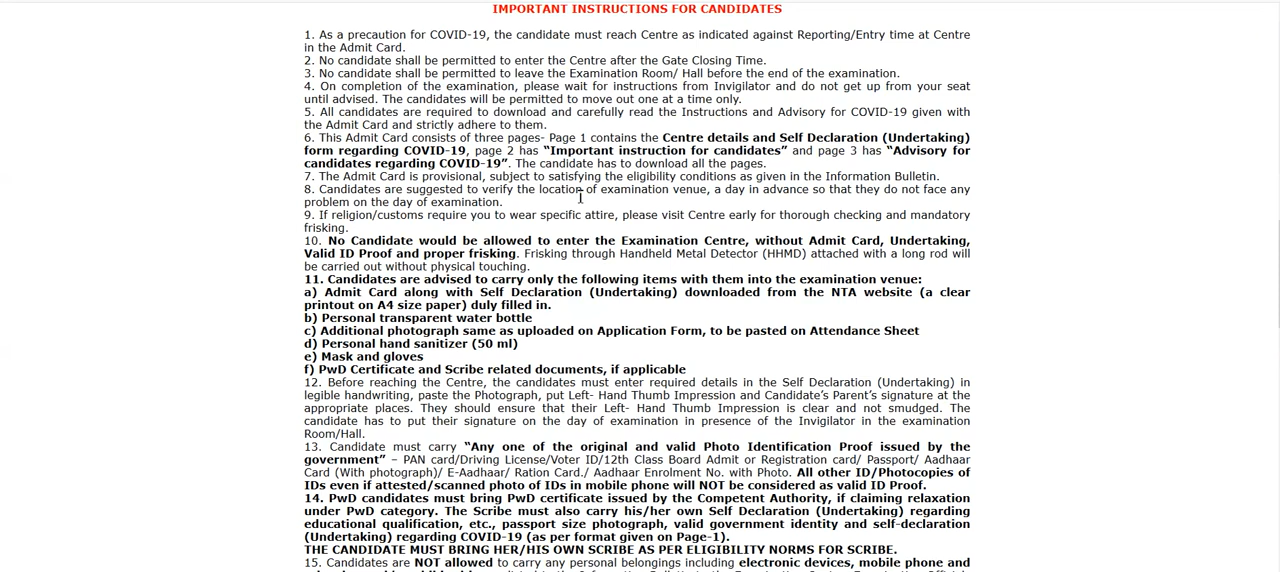 IMPORTANT INSTRUCTIONS FOR CANDIDATES
1. As a precaution for COVID-19, the candidate must reach Centre as indicated against Reporting/Entry time at Centre
in the Admit Card.
2. No candidate shall be permitted to enter the Centre after the Gate Closing Time.
3. No candidate shall be permitted to leave the Examination Room/ Hall before the end of the examination.
4. On completion of the examination, please wait for instructions from Invigilator and do not get up from your seat
until advised. The candidates will be permitted to move out one at a time only.
5. All candidates are required to download and carefully read the Instructions and Advisory for COVID-19 given with
the Admit Card and strictly adhere to them.
6. This Admit Card consists of three pages- Page 1 contains the Centre details and Self Declaration (Undertaking)
form regarding COVID-19, page 2 has “Important instruction for candidates” and page 3 has “Advisory for
candidates regarding COVID-19”. The candidate has to download all the pages.
7. The Admit Card is provisional, subject to satisfying the eligibility conditions as given in the Information Bulletin.
8. Candidates are suggested to verify the location of examination venue, a day in advance so that they do not face any
problem on the day of examination.
9. If religion/customs require you to wear specific attire, please visit Centre early for thorough checking and mandatory
frisking.
10. No Candidate would be allowed to enter the Examination Centre, without Admit Card, Undertaking,
Valid ID Proof and proper frisking. Frisking through Handheld Metal Detector (HHMD) attached with a long rod will
be carried out without physical touching.
11. Candidates are advised to carry only the following items with them into the examination venue:
a) Admit Card along with Self Declaration (Undertaking) downloaded from the NTA website (a clear
printout on A4 size paper) duly filled in.
b) Personal transparent water bottle
c) Additional photograph same as uploaded on Application Form, to be pasted on Attendance Sheet
d) Personal hand sanitizer (50 ml)
e) Mask and gloves
f) PwD Certificate and Scribe related documents, if applicable
12. Before reaching the Centre, the candidates must enter required details in the Self Declaration (Undertaking) in
legible handwriting, paste the Photograph, put Left- Hand Thumb Impression and Candidate’s Parent’s signature at the
appropriate places. They should ensure that their Left- Hand Thumb Impression is clear and not smudged. The
candidate has to put their signature on the day of examination in presence of the Invigilator in the examination
Room/Hall.
13. Candidate must carry “Any one of the original and valid Photo Identification Proof issued by the
government” – PAN card/Driving License/Voter ID/12th Class Board Admit or Registration card/ Passport/ Aadhaar
Card (With photograph)/ E-Aadhaar/ Ration Card./ Aadhaar Enrolment No. with Photo. All other ID/Photocopies of
IDs even if attested/scanned photo of IDs in mobile phone will NOT be considered as valid ID Proof.
14. PwD candidates must bring PwD certificate issued by the Competent Authority, if claiming relaxation
under PwD category. The Scribe must also carry his/her own Self Declaration (Undertaking) regarding
educational qualification, etc., passport size photograph, valid government identity and self-declaration
(Undertaking) regarding COVID-19 (as per format given on Page-1).
THE CANDIDATE MUST BRING HER/HIS OWN SCRIBE AS PER ELIGIBILITY NORMS FOR SCRIBE.
15. Candidates are NOT allowed to carry any personal belongings including electronic devices, mobile phone and